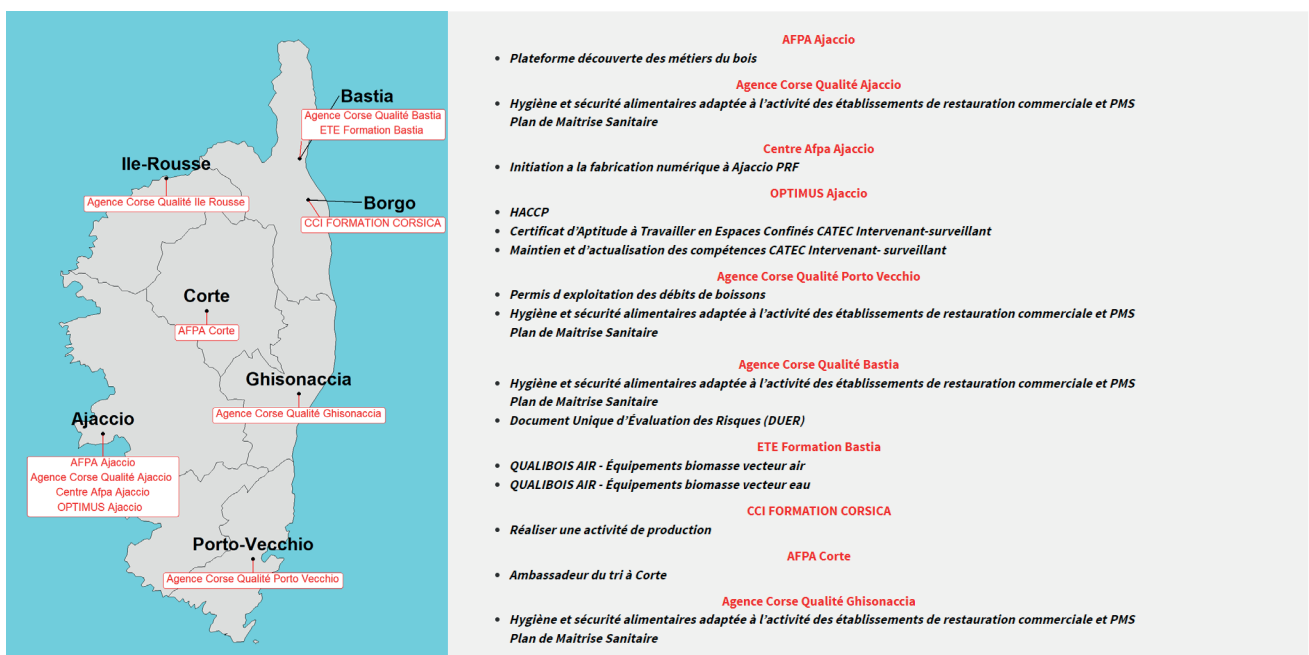 Bastia
Agence Corse Qualité Bastia
ETE Formation Bastia
Ile-Rousse
Agence Corse Qualité Ile Rousse
Borgo
CCI FORMATION CORSICA
Corte
AFPA Corte
Ghisonaccia
Agence Corse Qualité Ghisonaccia
Ajaccio
AFPA Ajaccio
Agence Corse Qualité Ajaccio
Centre Afpa Ajaccio
OPTIMUS Ajaccio
Porto-Vecchio
Agence Corse Qualité Porto Vecchio
AFPA Ajaccio
• Plateforme découverte des métiers du bois
Agence Corse Qualité Ajaccio
• Hygiène et sécurité alimentaires adaptée à l’activité des établissements de restauration commerciale et PMS
Plan de Maitrise Sanitaire
Centre Afpa Ajaccio
• Initiation a la fabrication numérique à Ajaccio PRF
OPTIMUS Ajaccio
• HACCP
• Certificat d’Aptitude à Travailler en Espaces Confinés CATEC Intervenant-surveillant
• Maintien et d’actualisation des compétences CATEC Intervenant- surveillant
Agence Corse Qualité Porto Vecchio
• Permis d exploitation des débits de boissons
• Hygiène et sécurité alimentaires adaptée à l’activité des établissements de restauration commerciale et PMS
Plan de Maitrise Sanitaire
Agence Corse Qualité Bastia
• Hygiène et sécurité alimentaires adaptée à l’activité des établissements de restauration commerciale et PMS
Plan de Maitrise Sanitaire
• Document Unique d’Évaluation des Risques (DUER)
ETE Formation Bastia
• QUALIBOIS AIR - Équipements biomasse vecteur air
• QUALIBOIS AIR - Équipements biomasse vecteur eau
CCI FORMATION CORSICA
• Réaliser une activité de production
AFPA Corte
• Ambassadeur du tri à Corte
Agence Corse Qualité Ghisonaccia
• Hygiène et sécurité alimentaires adaptée à l’activité des établissements de restauration commerciale et PMS
Plan de Maitrise Sanitaire